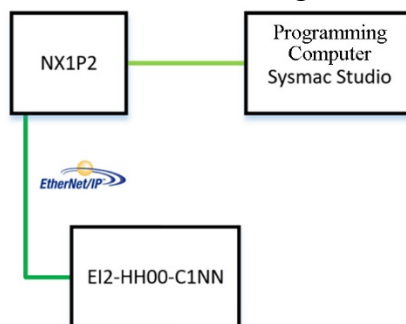 NX1P2
Programming
Computer
Sysmac Studio
EtherNet/IP
EI2-HH00-C1NN